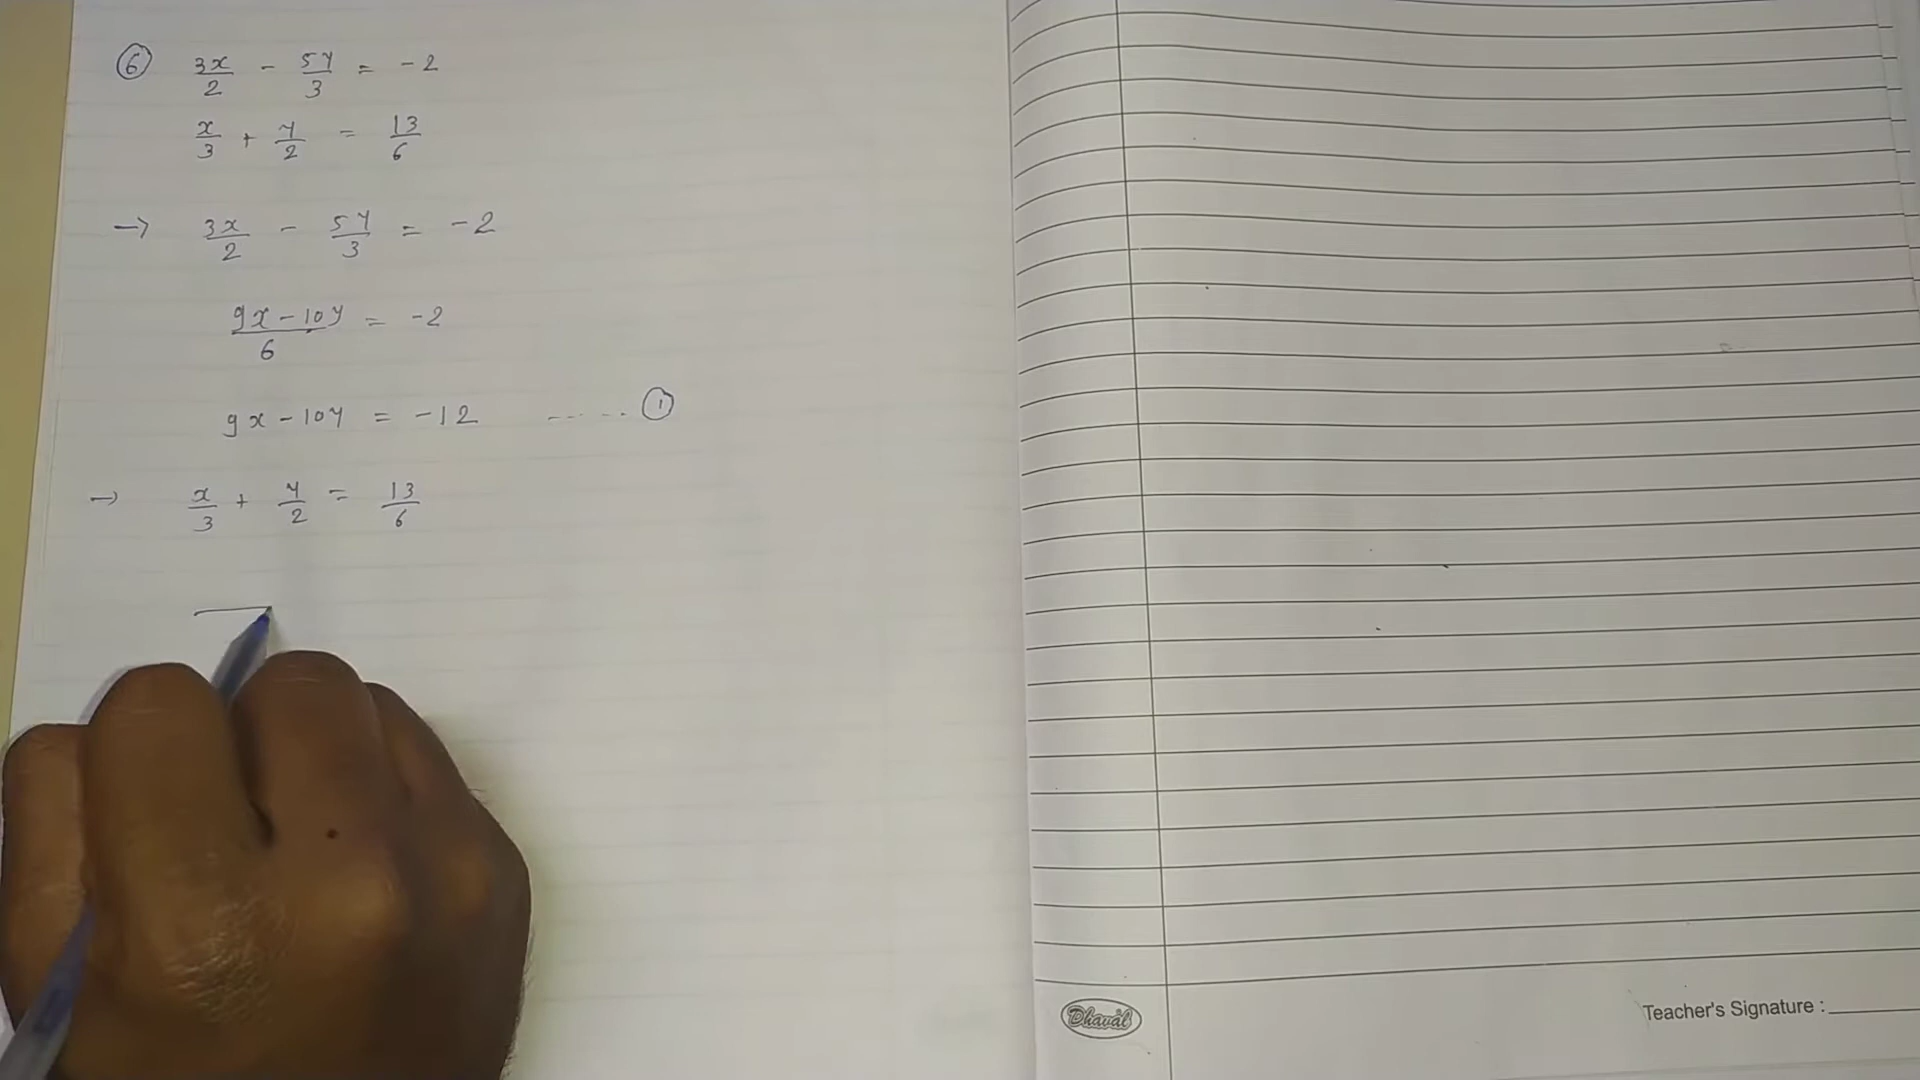 6 3x/2 - 5y/3 = -2
x/3 + y/2 = 13/6
→ 3x/2 - 5y/3 = -2
9x - 10y/6 = -2
9x - 10y = -12 ..... 1
→ x/3 + y/2 = 13/6
Dhaval
Teacher's Signature :